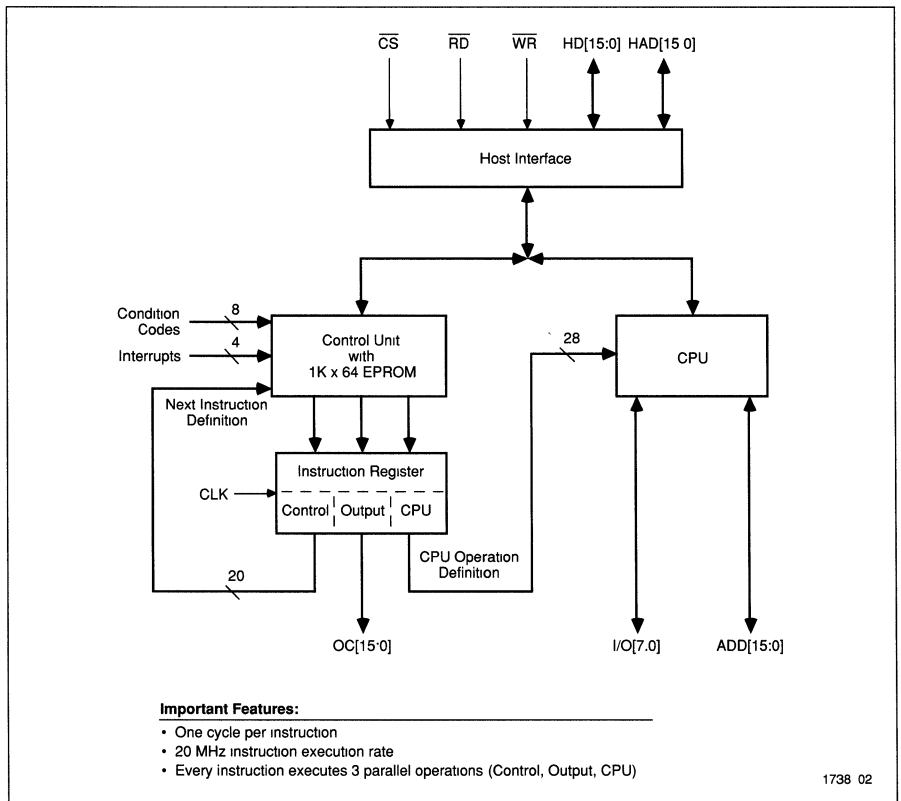 CS RD WR HD[15:0] HAD[15 0]
Host Interface
Condition
Codes
8
Interrupts
4
Control Unit
with
1K x 64 EPROM
28
CPU
Next Instruction
Definition
Instruction Register
CLK
Control Output CPU
CPU Operation
Definition
20
OC[15:0]
I/O[7.0]
ADD[15:0]
Important Features:
• One cycle per instruction
• 20 MHz instruction execution rate
• Every instruction executes 3 parallel operations (Control, Output, CPU)
1738 02